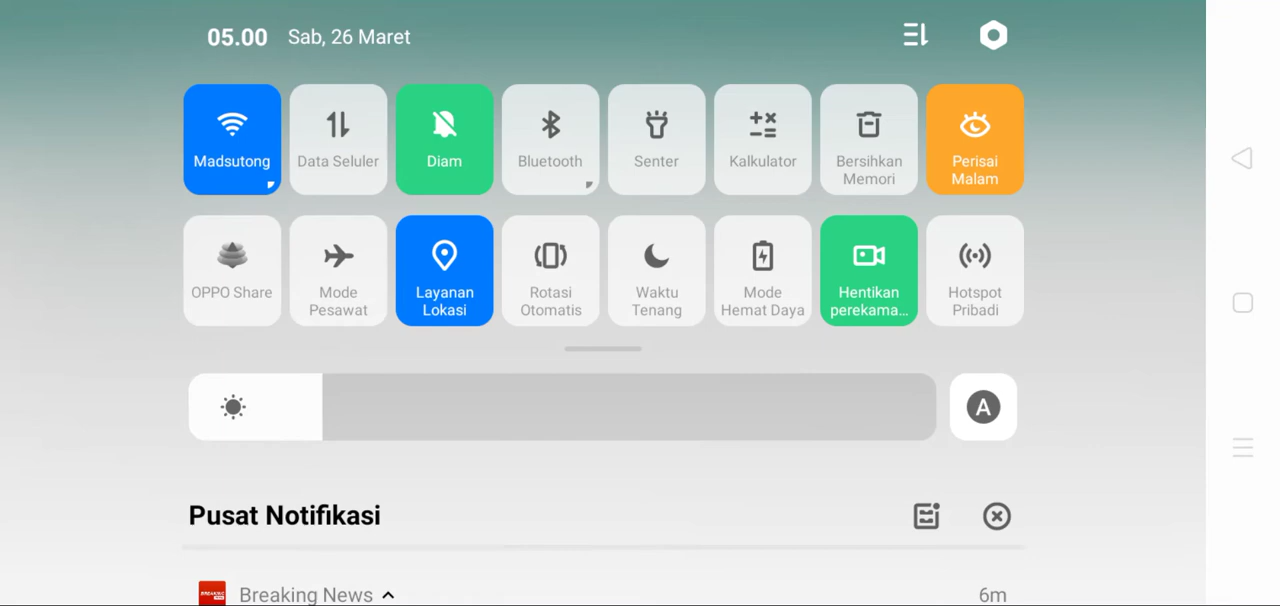 05.00 Sab, 26 Maret
Madsutong
Data Seluler
Diam
Bluetooth
Senter
Kalkulator
Bersihkan
Memori
Perisai
Malam
OPPO Share
Mode
Pesawat
Layanan
Lokasi
Rotasi
Otomatis
Waktu
Tenang
Mode
Hemat Daya
Hentikan
perekama...
Hotspot
Pribadi
A
Pusat Notifikasi
BREAKING
Breaking News 6m